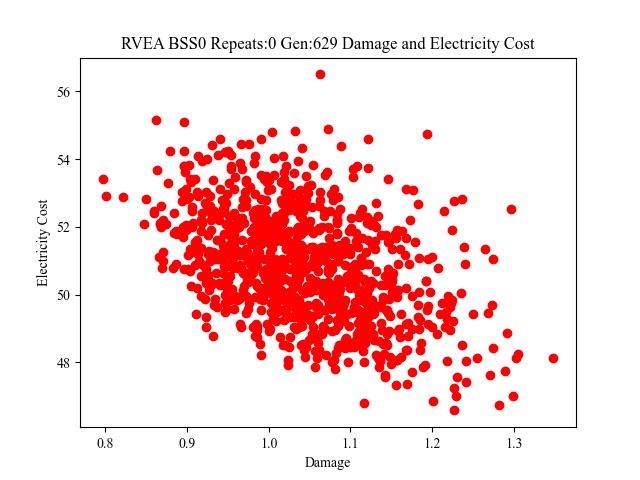 RVEA BSS0 Repeats:0 Gen:629 Damage and Electricity Cost
56
54
52
50
48
Electricity Cost
0.8 0.9 1.0 1.1 1.2 1.3
Damage